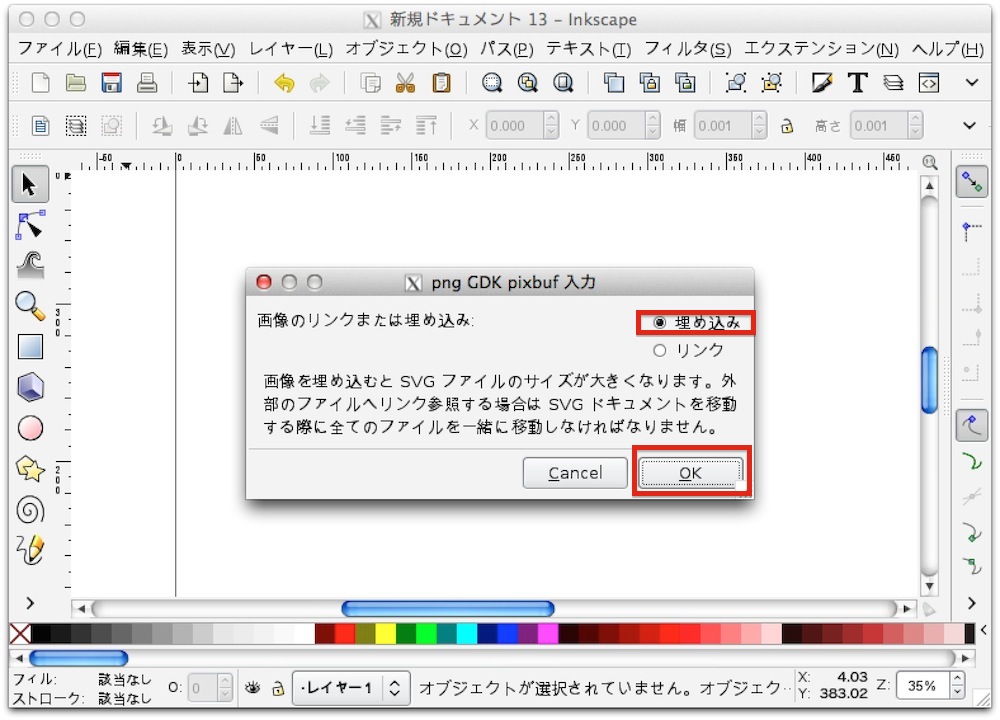 新規ドキュメント 13 - Inkscape
ファイル(F) 編集(E) 表示(V) レイヤー(L) オブジェクト(O) パス(P) テキスト(T) フィルタ(S) エクステンション(N) ヘルプ(H)
X 0.000 Y 0.000 幅 0.001 高さ 0.001
-50 0 50 100 150 200 250 300 350 400 450
300
200
png GDK pixbuf 入力
画像のリンクまたは埋め込み:
埋め込み
リンク
画像を埋め込むと SVG ファイルのサイズが大きくなります。外
部のファイルへリンク参照する場合は SVG ドキュメントを移動
する際に全てのファイルを一緒に移動しなければなりません。
Cancel OK
フィル: 該当なし
ストローク: 該当なし
O: 0
·レイヤー1
オブジェクトが選択されていません。オブジェク…
X: 4.03
Y: 383.02
Z: 35%